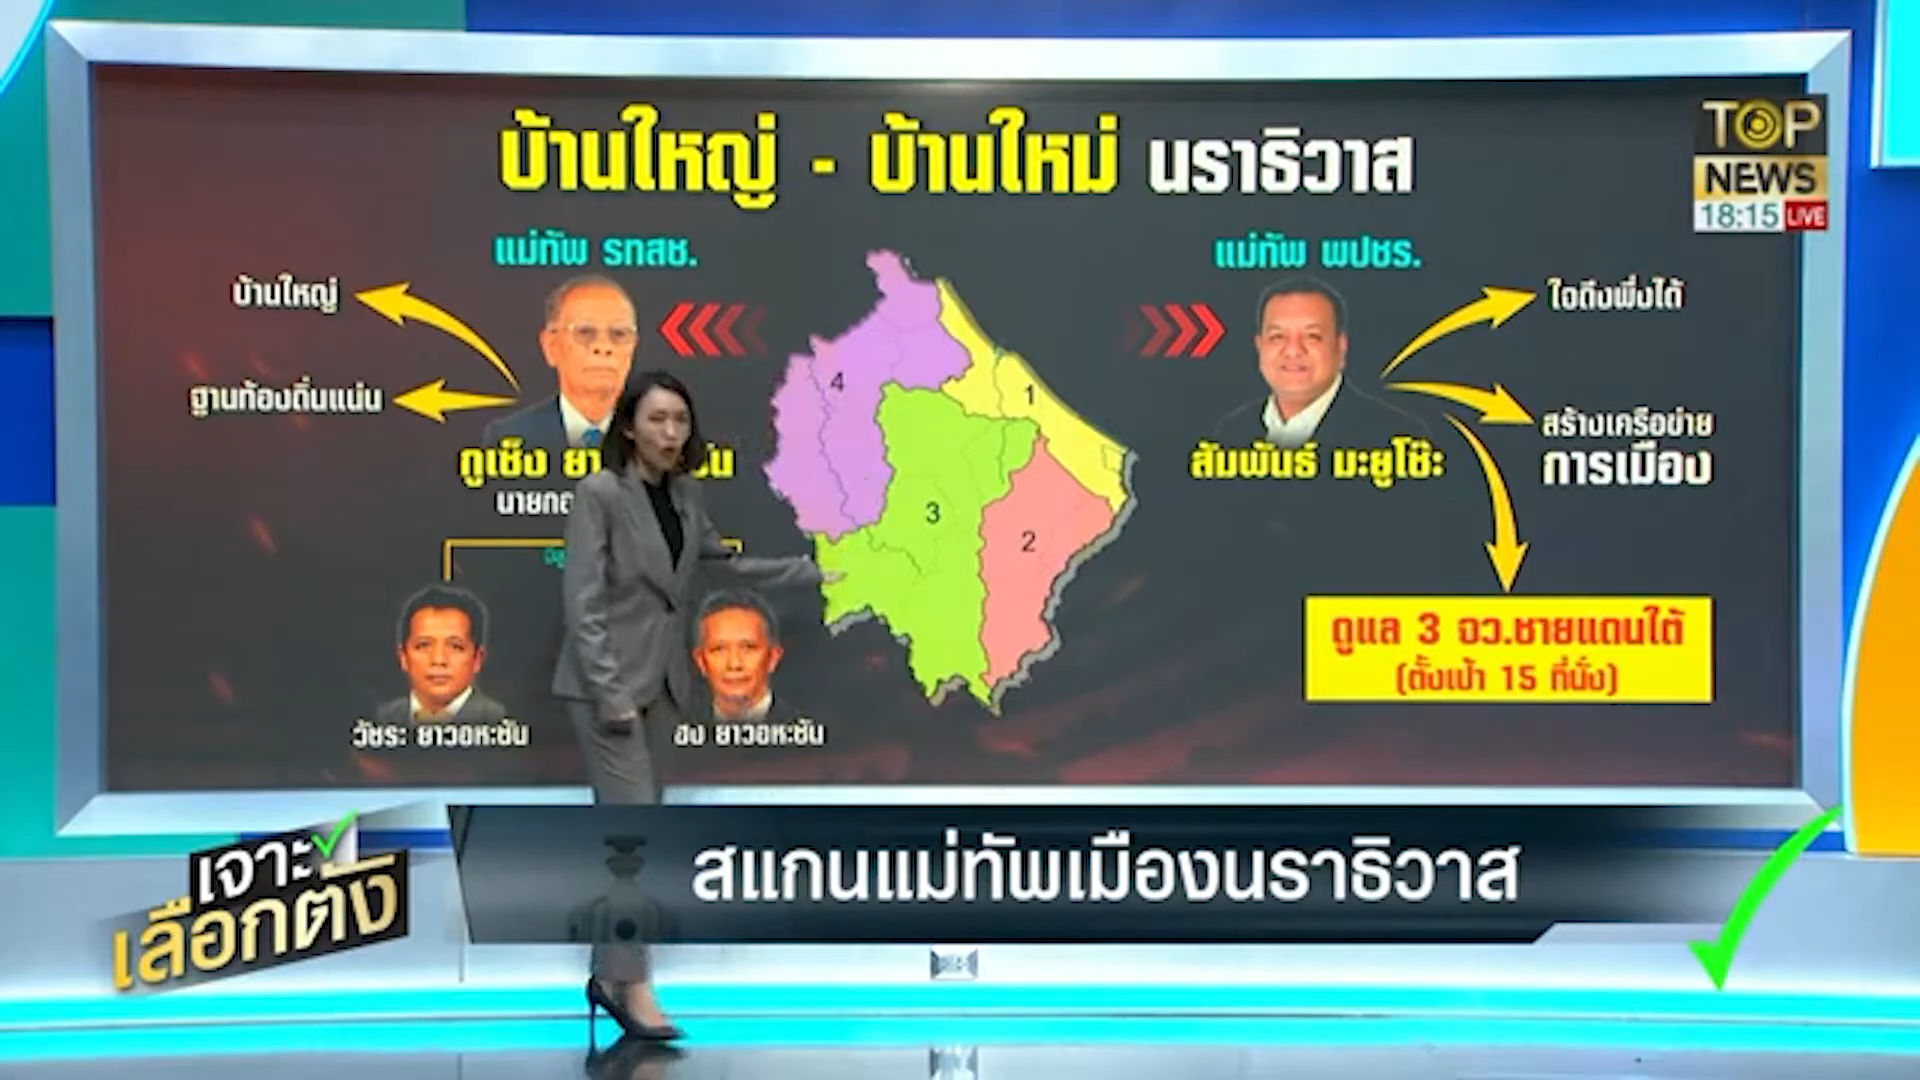 บ้านใหญ่ - บ้านใหม่ นราธิวาส
TOP
NEWS
18:15 LIVE
แม่ทัพ รทสช.
แม่ทัพ พปชร.
บ้านใหญ่
ฐานท้องถิ่นแน่น
ใจถึงพึ่งได้
สร้างเครือข่าย
การเมือง
กูเซ็ง
สัมพันธ์ มะยูโซ๊ะ
4
1
3
2
วัชระ ยาวอหะซัน
ยาวอหะซัน
ดูแล 3 จว.ชายแดนใต้
(ตั้งเป้า 15 ที่นั่ง)
เจาะ
เลือกตั้ง
สแกนแม่ทัพเมืองนราธิวาส